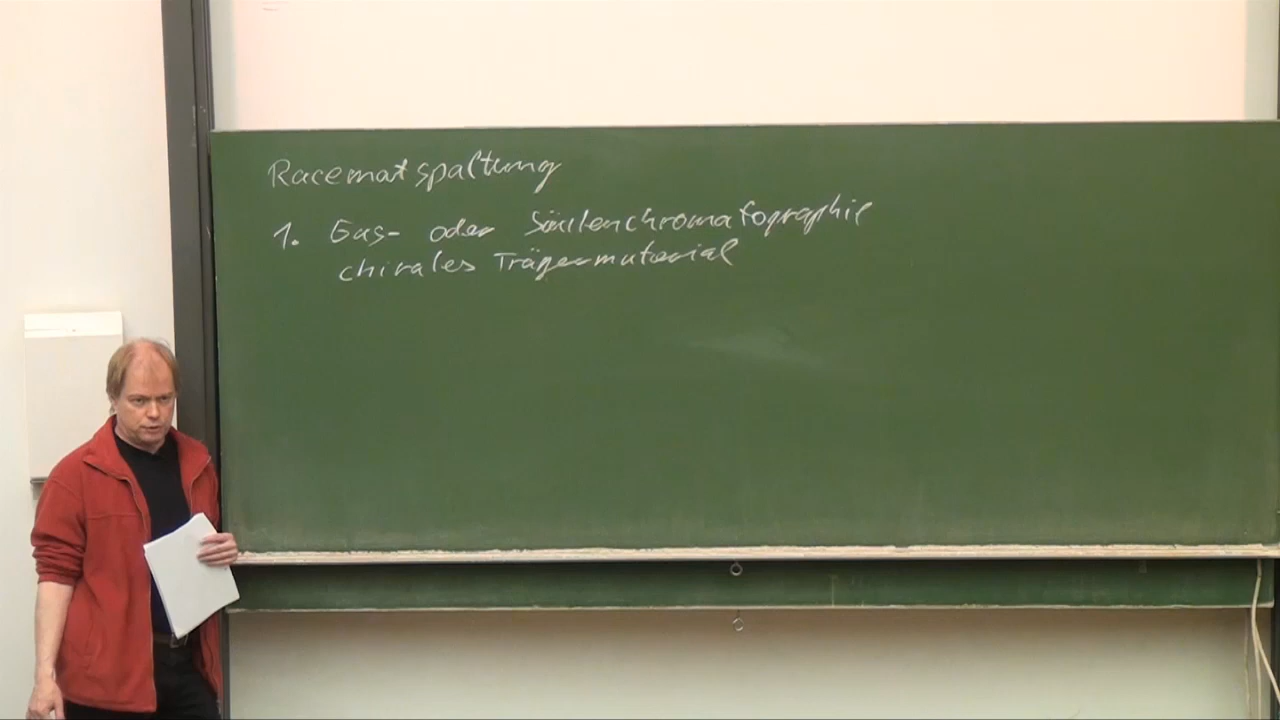 Racematspaltung
1. Gas- oder Säulenchromatographie
chirales Trägermaterial